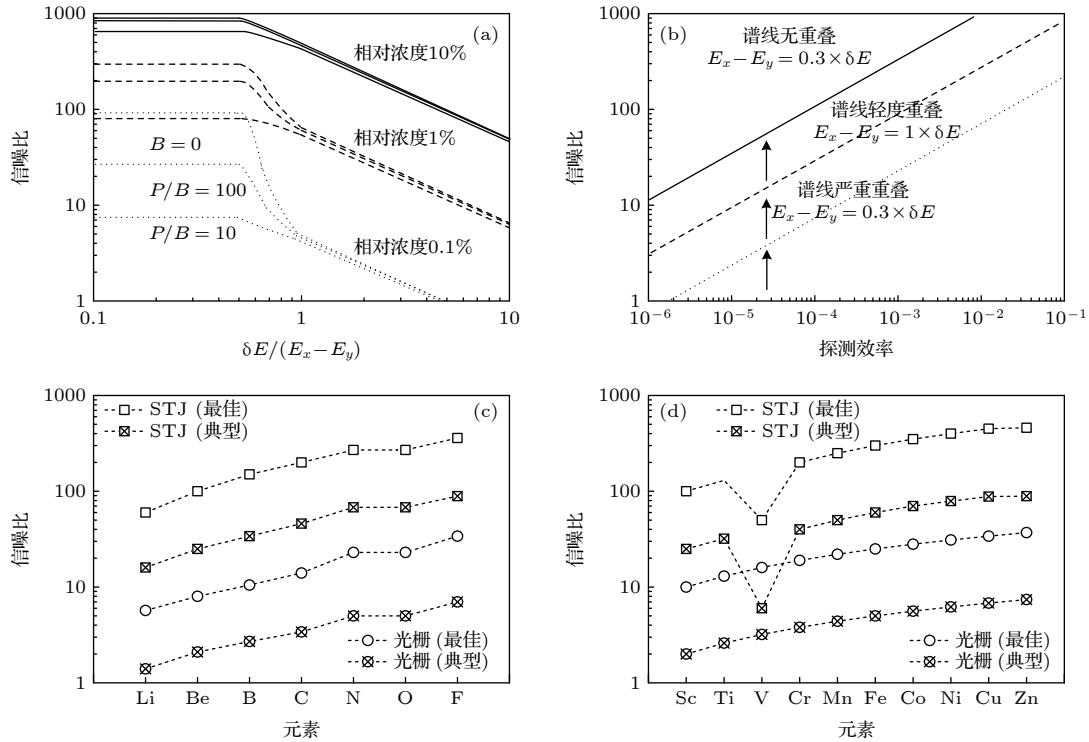 1000
100
10
1
信噪比
(a)
相对浓度10%
相对浓度1%
相对浓度0.1%
B = 0
P/B = 100
P/B = 10
0.1
1
10
δE/(Eₓ−Eᵧ)
1000
100
10
1
信噪比
(b)
谱线无重叠
Eₓ−Eᵧ = 0.3×δE
谱线轻度重叠
Eₓ−Eᵧ = 1×δE
谱线严重重叠
Eₓ−Eᵧ = 0.3×δE
10⁻⁶
10⁻⁵
10⁻⁴
10⁻³
10⁻²
10⁻¹
探测效率
1000
100
10
1
信噪比
STJ (最佳)
STJ (典型)
(c)
光栅 (最佳)
光栅 (典型)
Li Be B C N O F
元素
1000
100
10
1
信噪比
STJ (最佳)
STJ (典型)
(d)
光栅 (最佳)
光栅 (典型)
Sc Ti V Cr Mn Fe Co Ni Cu Zn
元素